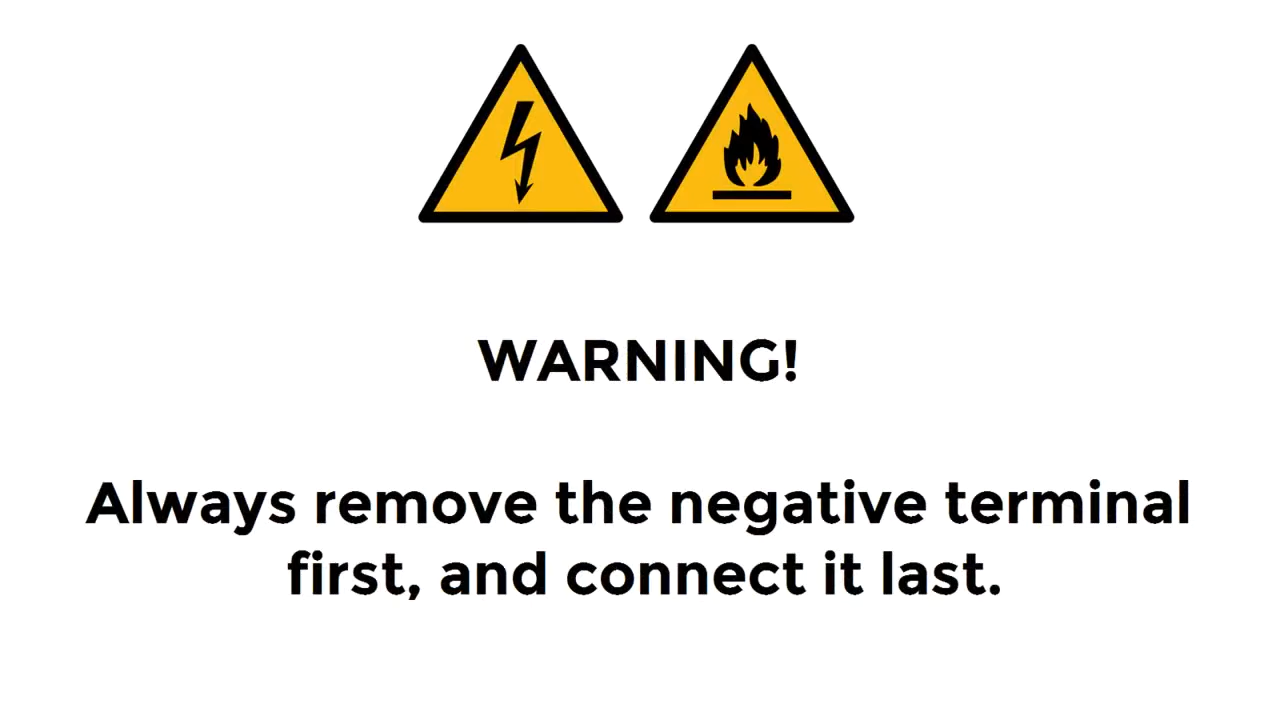 WARNING!
Always remove the negative terminal
first, and connect it last.